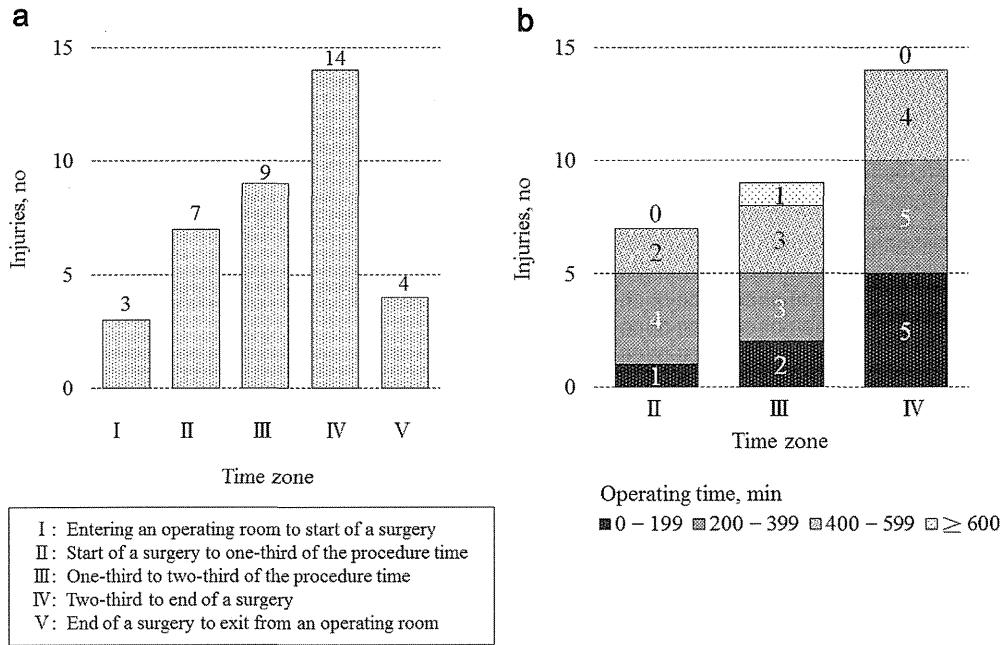 a
15
10
5
0
Injuries, no
3
7
9
14
4
I
II
III
IV
V
Time zone
I : Entering an operating room to start of a surgery
II : Start of a surgery to one-third of the procedure time
III : One-third to two-third of the procedure time
IV : Two-third to end of a surgery
V : End of a surgery to exit from an operating room
b
15
10
5
0
Injuries, no
0
2
4
1
1
3
3
2
0
4
5
5
II
III
IV
Time zone
Operating time, min
0 – 199 200 – 399 400 – 599 ≥ 600